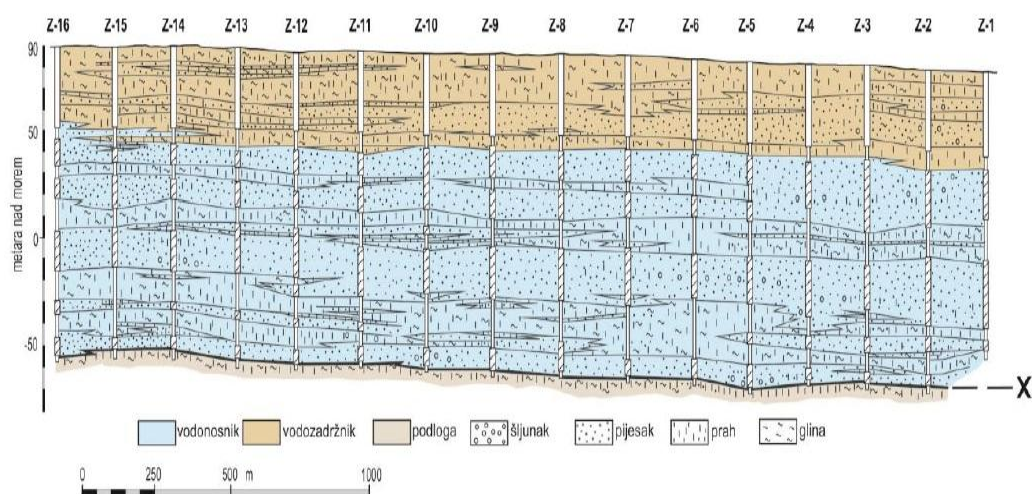 Z-16 Z-15 Z-14 Z-13 Z-12 Z-11 Z-10 Z-9 Z-8 Z-7 Z-6 Z-5 Z-4 Z-3 Z-2 Z-1
90
50
0
-50
metara nad morem
X
vodonosnik vodozadržnik podloga šljunak pijesak prah glina
0 250 500 m 1000